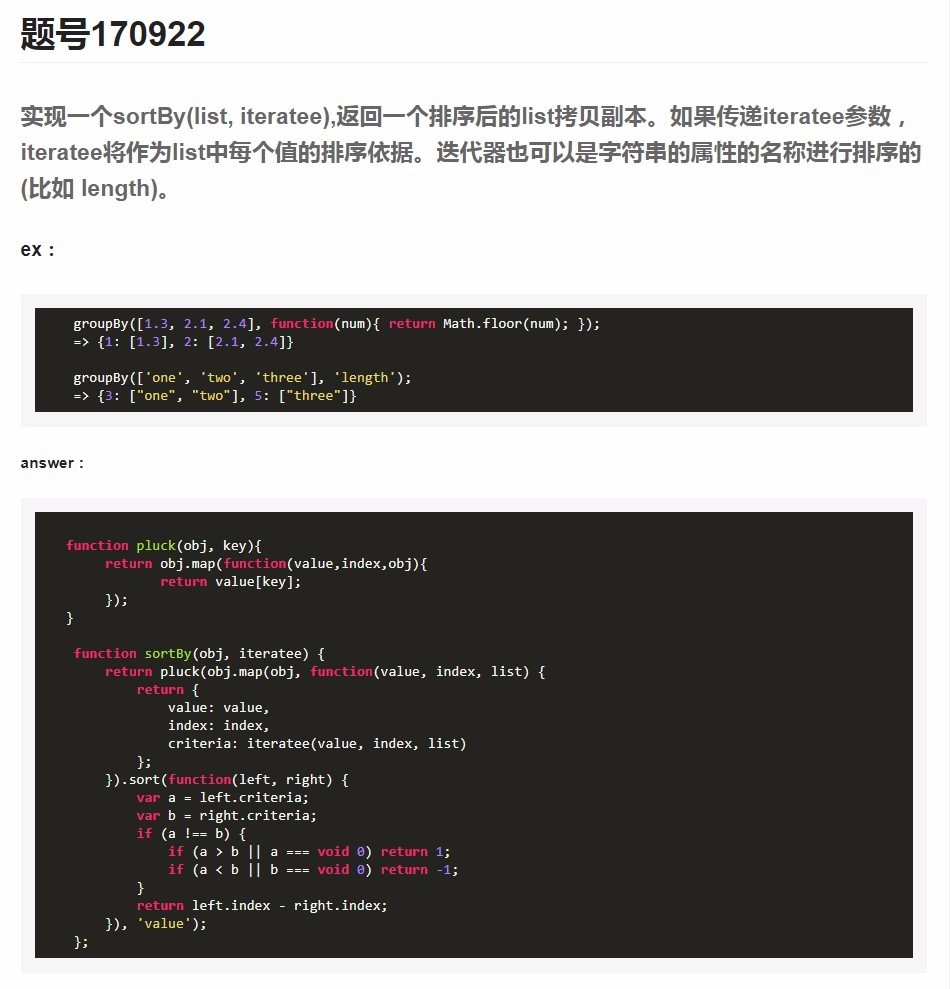 题号170922
实现一个sortBy(list, iteratee),返回一个排序后的list拷贝副本。如果传递iteratee参数，
iteratee将作为list中每个值的排序依据。迭代器也可以是字符串的属性的名称进行排序的
(比如 length)。
ex：
groupBy([1.3, 2.1, 2.4], function(num){ return Math.floor(num); });
=> {1: [1.3], 2: [2.1, 2.4]}
groupBy(['one', 'two', 'three'], 'length');
=> {3: ["one", "two"], 5: ["three"]}
answer：
function pluck(obj, key){
return obj.map(function(value,index,obj){
return value[key];
});
}
function sortBy(obj, iteratee) {
return pluck(obj.map(obj, function(value, index, list) {
return {
value: value,
index: index,
criteria: iteratee(value, index, list)
};
}).sort(function(left, right) {
var a = left.criteria;
var b = right.criteria;
if (a !== b) {
if (a > b || a === void 0) return 1;
if (a < b || b === void 0) return -1;
}
return left.index - right.index;
}), 'value');
};